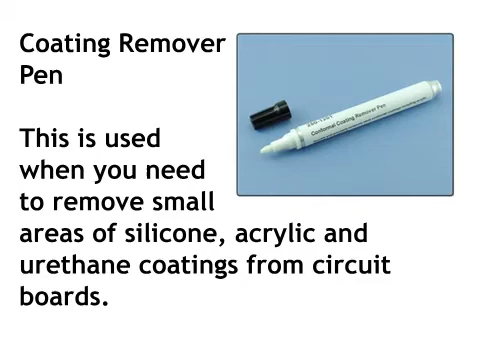 Coating Remover
Pen
This is used
when you need
to remove small
areas of silicone, acrylic and
urethane coatings from circuit
boards.
Conformal Coating Remover Pen